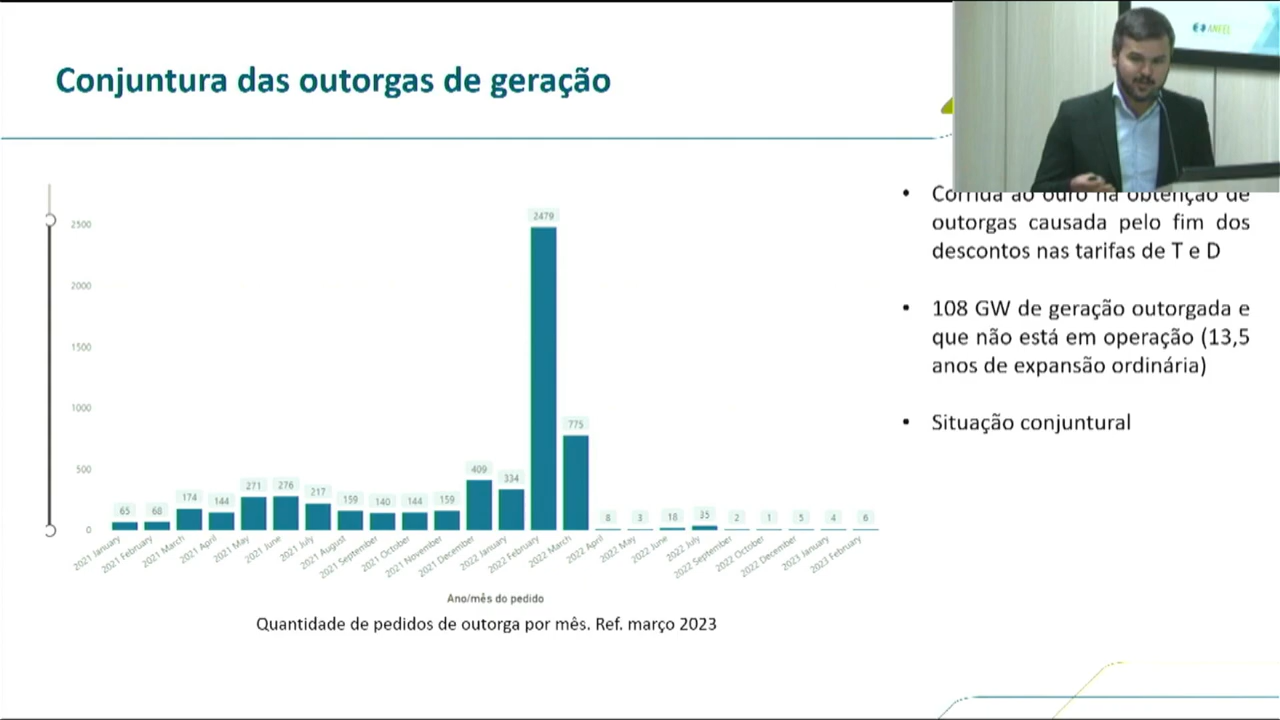 Conjuntura das outorgas de geração
ANEEL
2500
2000
1500
1000
500
0
65
68
174
144
271
276
217
159
140
144
159
409
334
2479
775
8
3
18
35
2
1
5
4
6
2021 January
2021 February
2021 March
2021 April
2021 May
2021 June
2021 July
2021 August
2021 September
2021 October
2021 November
2021 December
2022 January
2022 February
2022 March
2022 April
2022 May
2022 June
2022 July
2022 September
2022 October
2022 December
2023 January
2023 February
Ano/mês do pedido
Quantidade de pedidos de outorga por mês. Ref. março 2023
• Corrida ao ouro na obtenção de
outorgas causada pelo fim dos
descontos nas tarifas de T e D
• 108 GW de geração outorgada e
que não está em operação (13,5
anos de expansão ordinária)
• Situação conjuntural